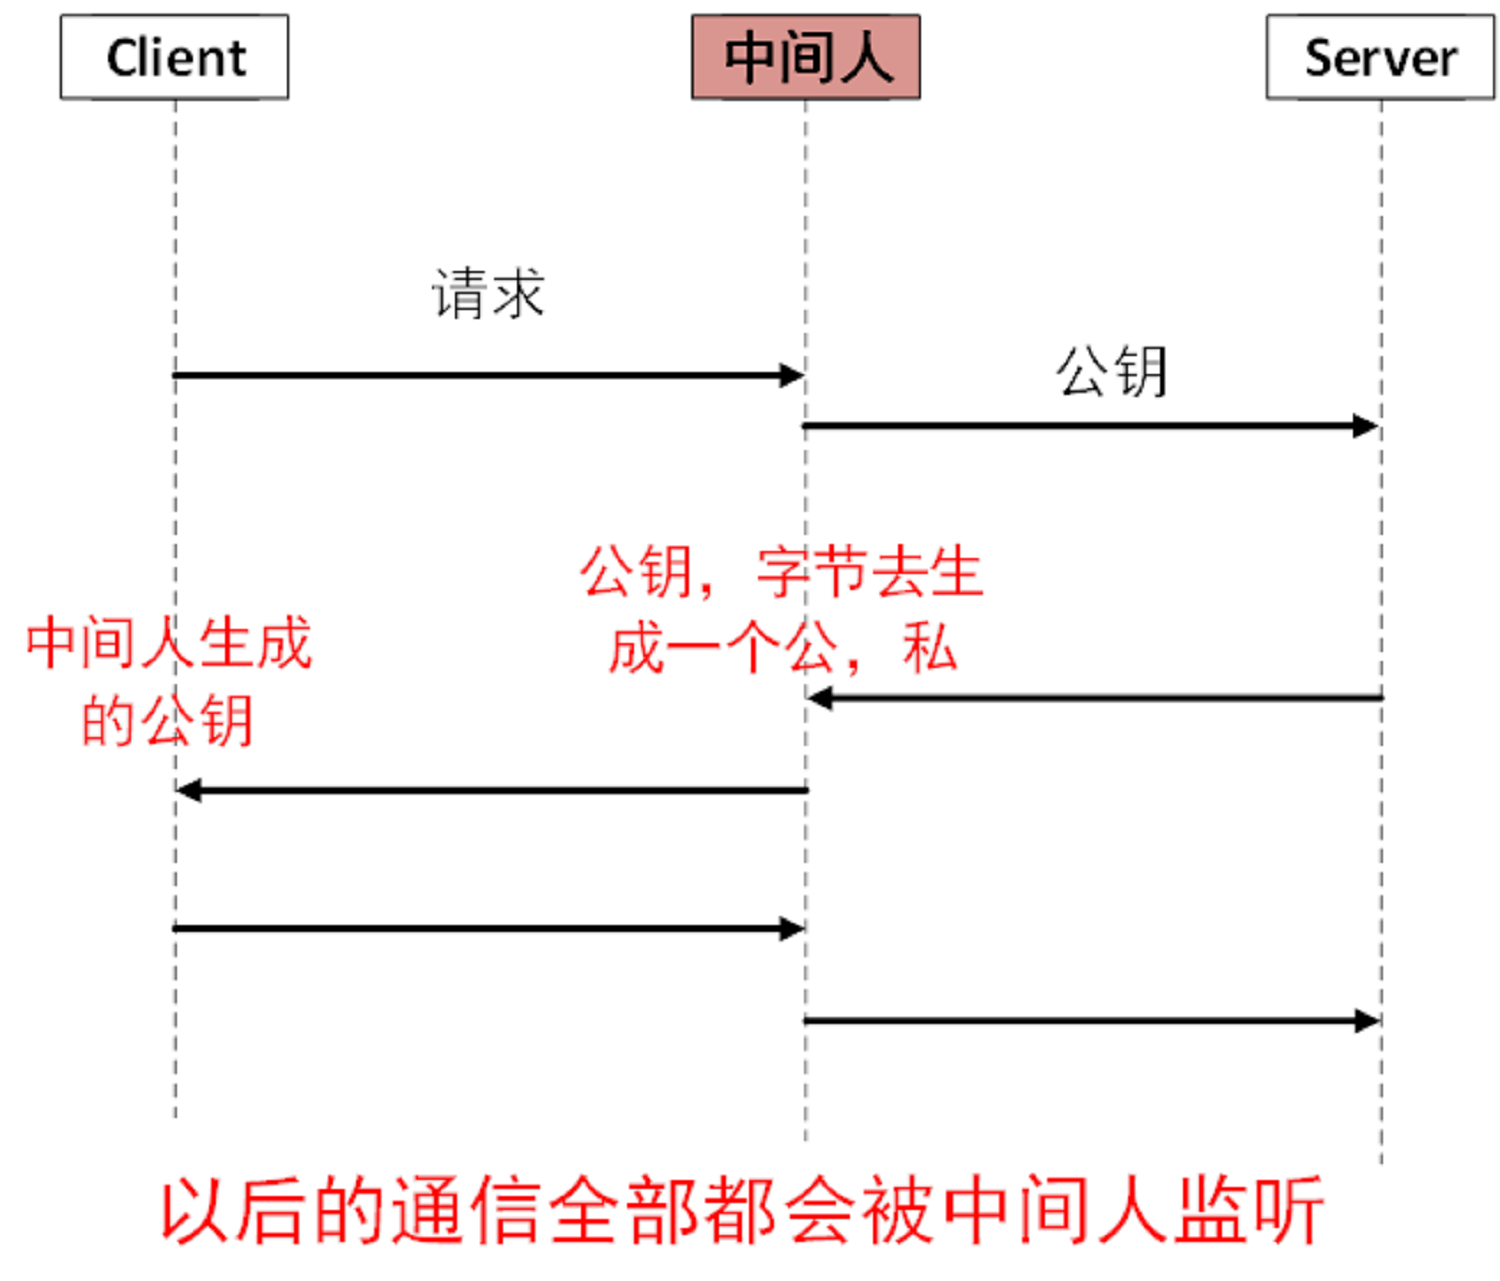 Client
中间人
Server
请求
公钥
公钥，字节去生
成一个公，私
中间人生成
的公钥
以后的通信全部都会被中间人监听